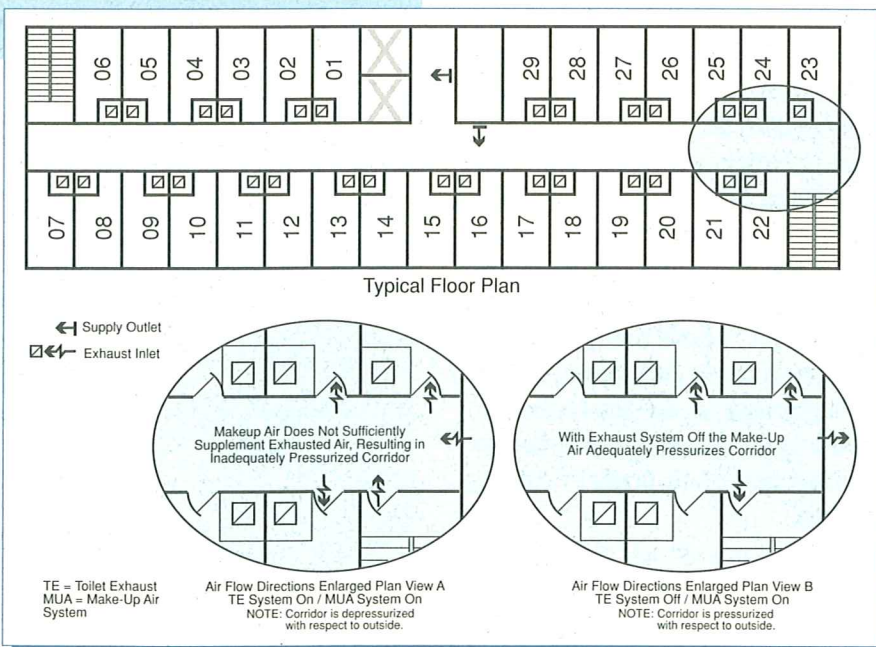 06 05 04 03 02 01 29 28 27 26 25 24 23
07 08 09 10 11 12 13 14 15 16 17 18 19 20 21 22
Typical Floor Plan
Supply Outlet
Exhaust Inlet
Makeup Air Does Not Sufficiently
Supplement Exhausted Air, Resulting in
Inadequately Pressurized Corridor
With Exhaust System Off the Make-Up
Air Adequately Pressurizes Corridor
TE = Toilet Exhaust
MUA = Make-Up Air
System
Air Flow Directions Enlarged Plan View A
TE System On / MUA System On
NOTE: Corridor is depressurized
with respect to outside.
Air Flow Directions Enlarged Plan View B
TE System Off / MUA System On
NOTE: Corridor is pressurized
with respect to outside.